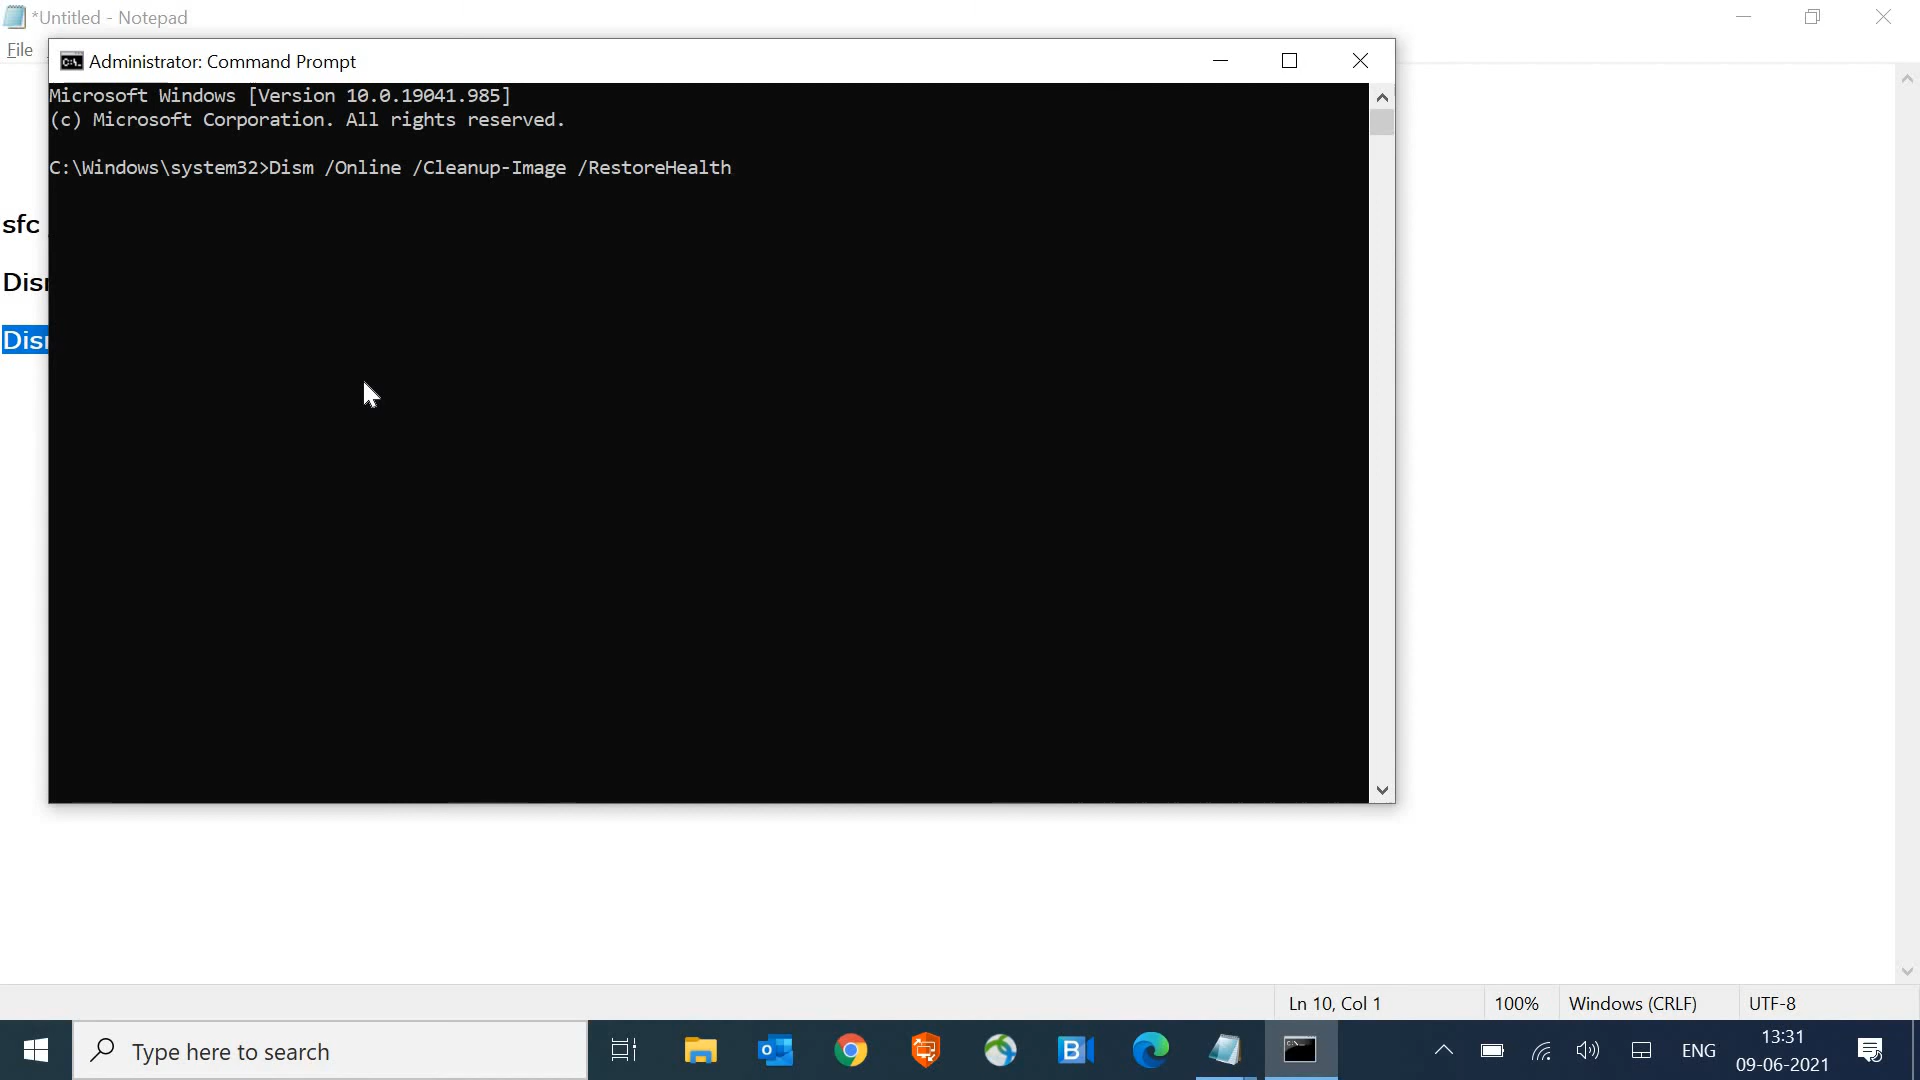 *Untitled - Notepad
File
Administrator: Command Prompt
Microsoft Windows [Version 10.0.19041.985]
(c) Microsoft Corporation. All rights reserved.
C:\Windows\system32>Dism /Online /Cleanup-Image /RestoreHealth
sfc
Ln 10, Col 1
100%
Windows (CRLF)
UTF-8
Type here to search
ENG
13:31
09-06-2021